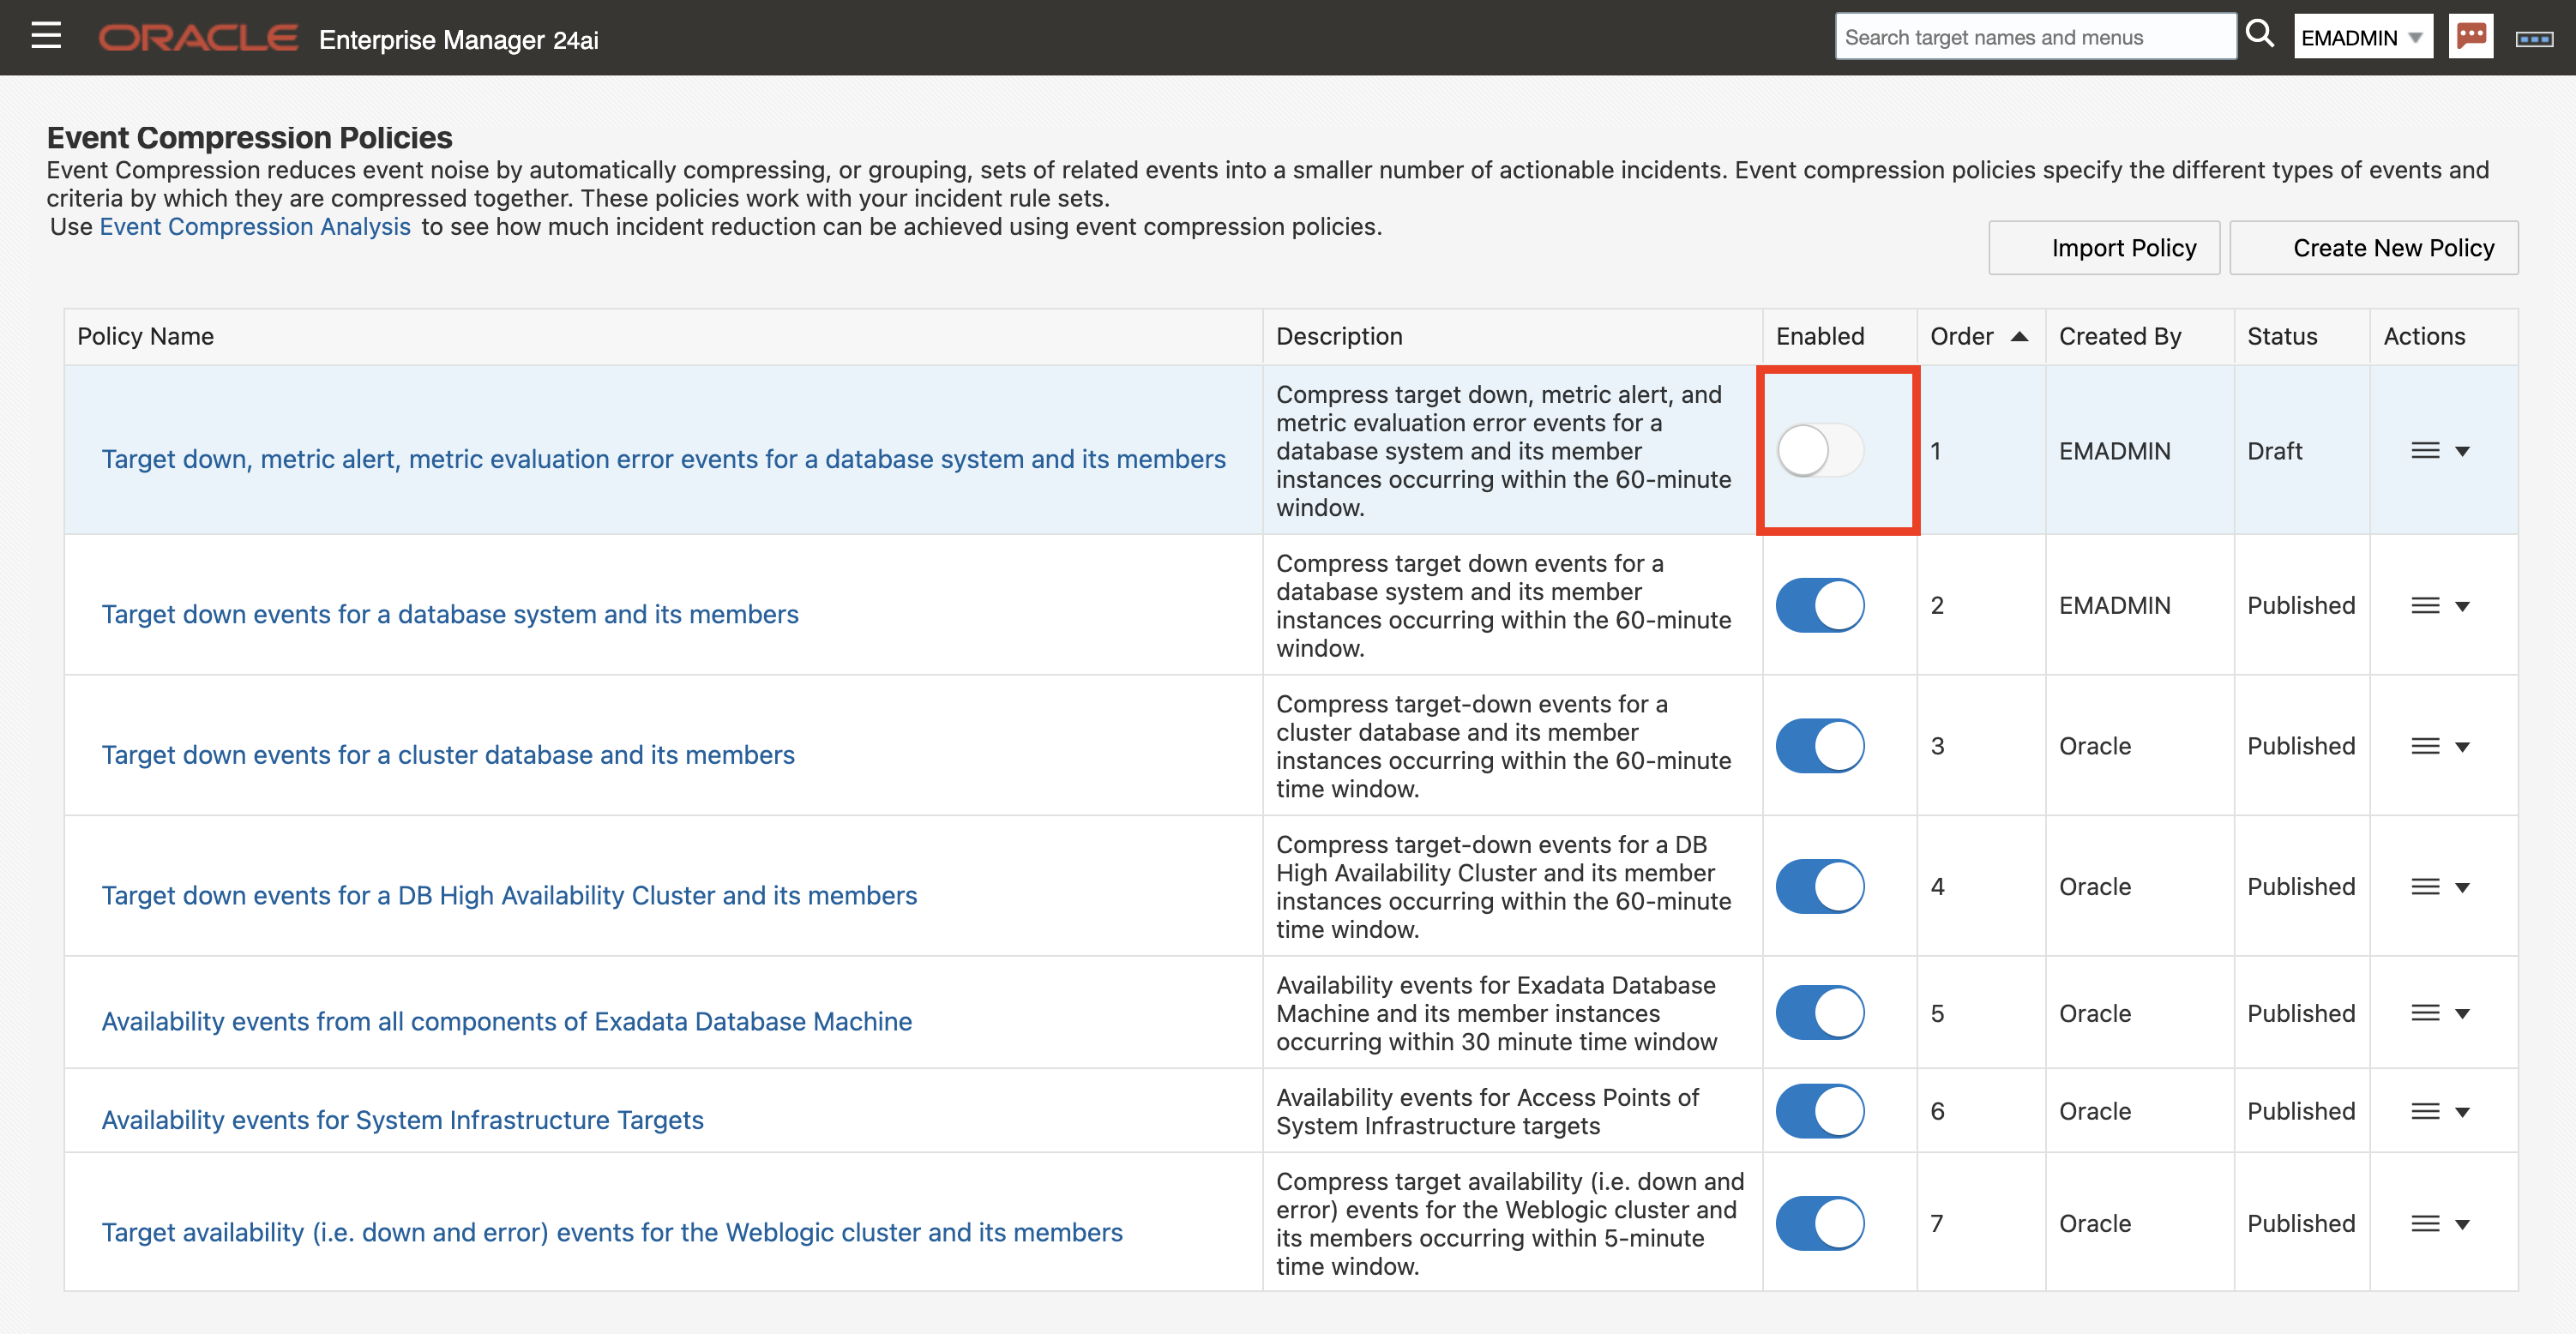 ORACLE Enterprise Manager 24ai
Search target names and menus
EMADMIN
Event Compression Policies
Event Compression reduces event noise by automatically compressing, or grouping, sets of related events into a smaller number of actionable incidents. Event compression policies specify the different types of events and
criteria by which they are compressed together. These policies work with your incident rule sets.
Use Event Compression Analysis to see how much incident reduction can be achieved using event compression policies.
Import Policy
Create New Policy
Policy Name
Description
Enabled
Order
Created By
Status
Actions
Target down, metric alert, metric evaluation error events for a database system and its members
Compress target down, metric alert, and
metric evaluation error events for a
database system and its member
instances occurring within the 60-minute
window.
1
EMADMIN
Draft
Target down events for a database system and its members
Compress target down events for a
database system and its member
instances occurring within the 60-minute
window.
2
EMADMIN
Published
Target down events for a cluster database and its members
Compress target-down events for a
cluster database and its member
instances occurring within the 60-minute
time window.
3
Oracle
Published
Target down events for a DB High Availability Cluster and its members
Compress target-down events for a DB
High Availability Cluster and its member
instances occurring within the 60-minute
time window.
4
Oracle
Published
Availability events from all components of Exadata Database Machine
Availability events for Exadata Database
Machine and its member instances
occurring within 30 minute time window
5
Oracle
Published
Availability events for System Infrastructure Targets
Availability events for Access Points of
System Infrastructure targets
6
Oracle
Published
Target availability (i.e. down and error) events for the Weblogic cluster and its members
Compress target availability (i.e. down and
error) events for the Weblogic cluster and
its members occurring within 5-minute
time window.
7
Oracle
Published